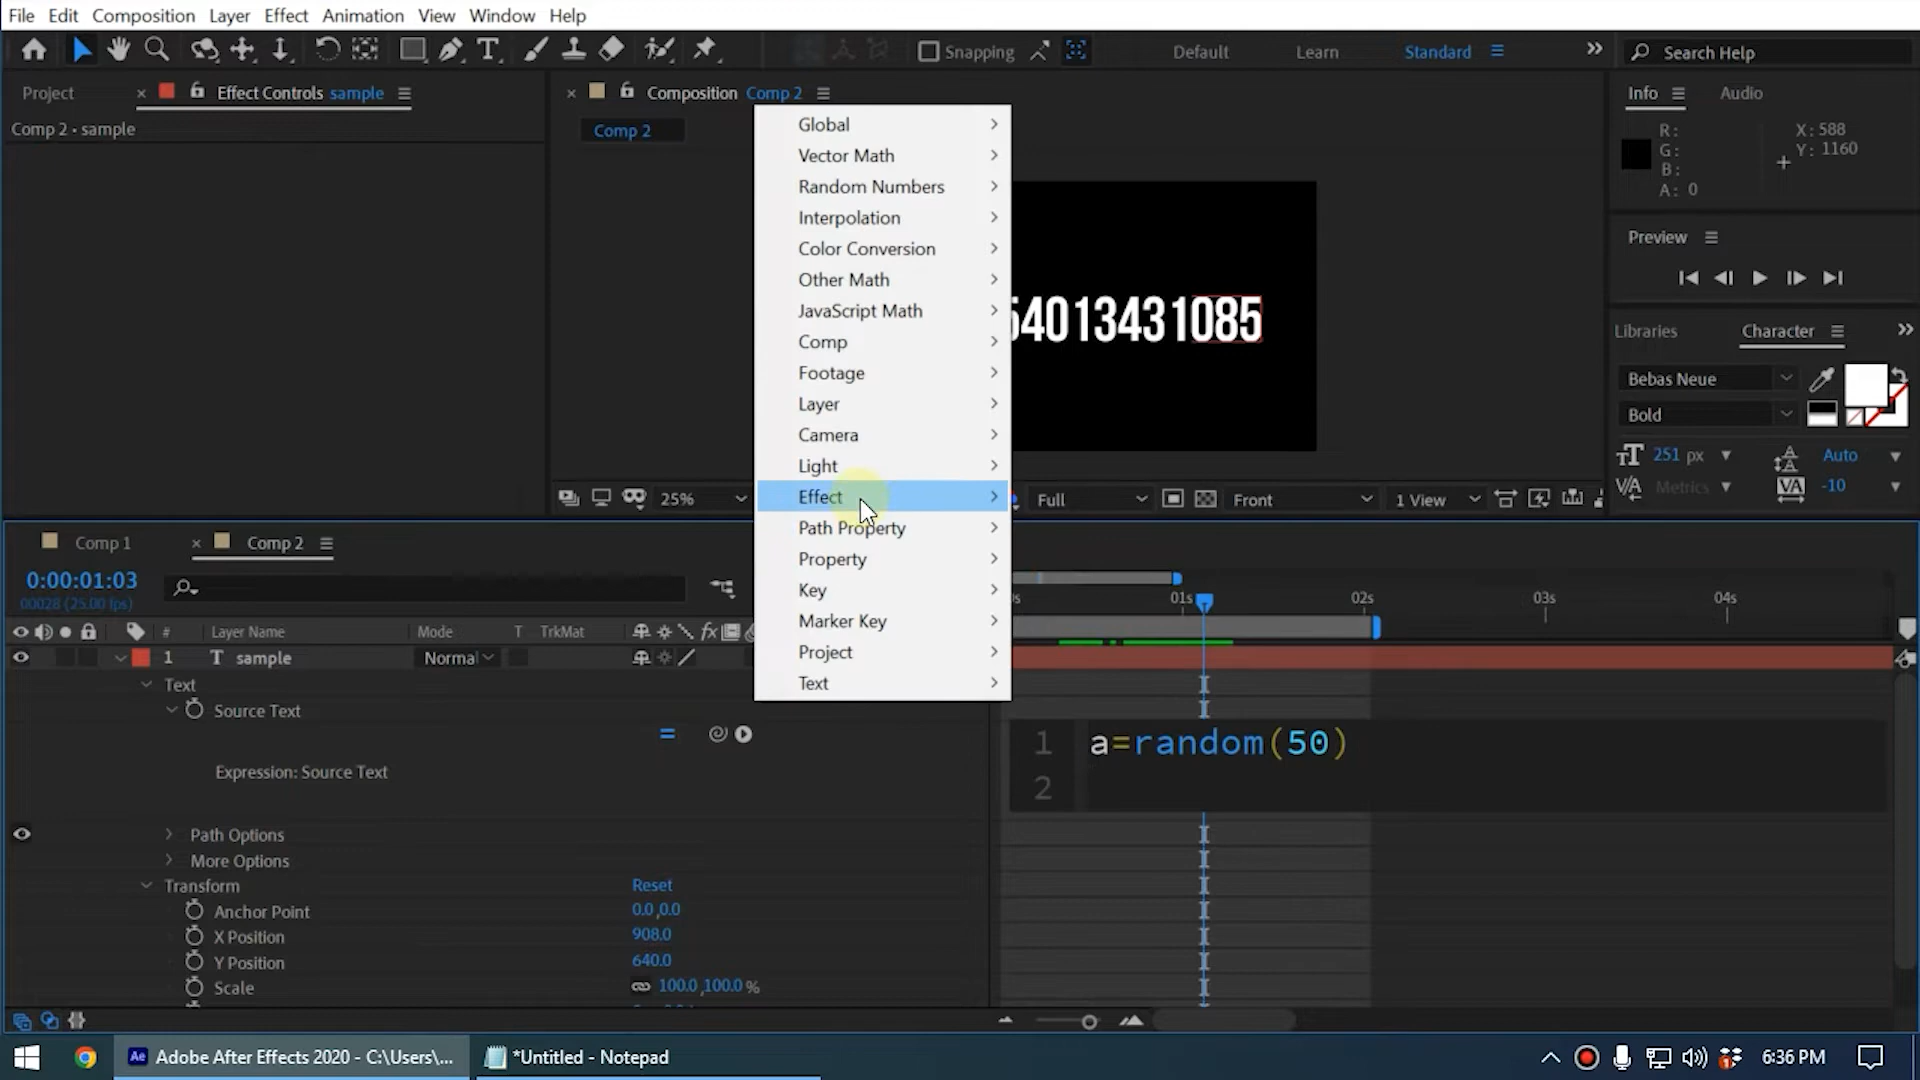 File Edit Composition Layer Effect Animation View Window Help
Snapping Default Learn Standard Search Help
Project Effect Controls sample
Comp 2 • sample
Composition Comp 2
Comp 2
Global
Vector Math
Random Numbers
Interpolation
Color Conversion
Other Math
JavaScript Math
Comp
Footage
Layer
Camera
Light
Effect
Path Property
Property
Key
Marker Key
Project
Text
54013431085
Info Audio
R: X: 588
G: Y: 1160
B:
A: 0
Preview
Libraries Character
Bebas Neue
Bold
251 px Auto
Metrics -10
25% Full Front 1 View
Comp 1 Comp 2
0:00:01:03
00028 (25.00 fps)
# Layer Name Mode T TrkMat fx
01s 02s 03s 04s
1 T sample Normal
Text
Source Text
Expression: Source Text
1 a=random(50)
2
Path Options
More Options
Transform Reset
Anchor Point 0.0,0.0
X Position 908.0
Y Position 640.0
Scale 100.0,100.0 %
Ae Adobe After Effects 2020 - C:\Users\... *Untitled - Notepad 6:36 PM